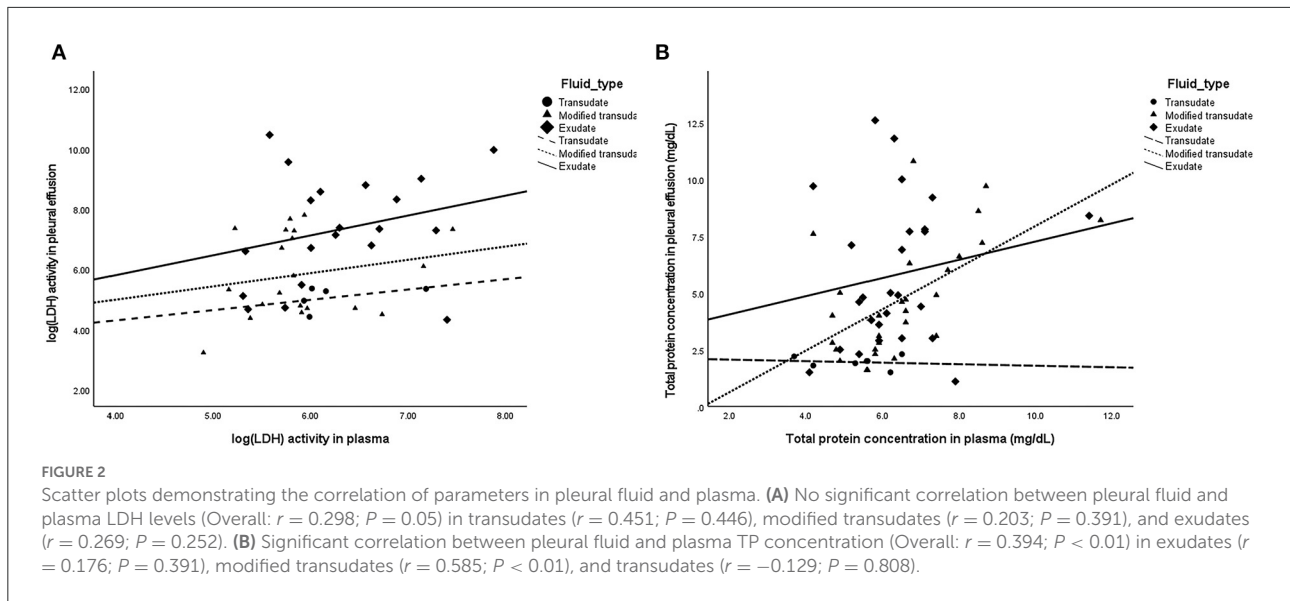 A
Fluid_type
Transudate
Modified transuda
Exudate
Transudate
Modified transuda
Exudate
log(LDH) activity in pleural effusion
12.00
10.00
8.00
6.00
4.00
2.00
4.00 5.00 6.00 7.00 8.00
log(LDH) activity in plasma
B
Fluid_type
Transudate
Modified transudate
Exudate
Transudate
Modified transudate
Exudate
Total protein concentration in pleural effusion (mg/dL)
12.5
10.0
7.5
5.0
2.5
.0
2.0 4.0 6.0 8.0 10.0 12.0
Total protein concentration in plasma (mg/dL)
FIGURE 2
Scatter plots demonstrating the correlation of parameters in pleural fluid and plasma. (A) No significant correlation between pleural fluid and
plasma LDH levels (Overall: r = 0.298; P = 0.05) in transudates (r = 0.451; P = 0.446), modified transudates (r = 0.203; P = 0.391), and exudates
(r = 0.269; P = 0.252). (B) Significant correlation between pleural fluid and plasma TP concentration (Overall: r = 0.394; P < 0.01) in exudates (r
= 0.176; P = 0.391), modified transudates (r = 0.585; P < 0.01), and transudates (r = −0.129; P = 0.808).